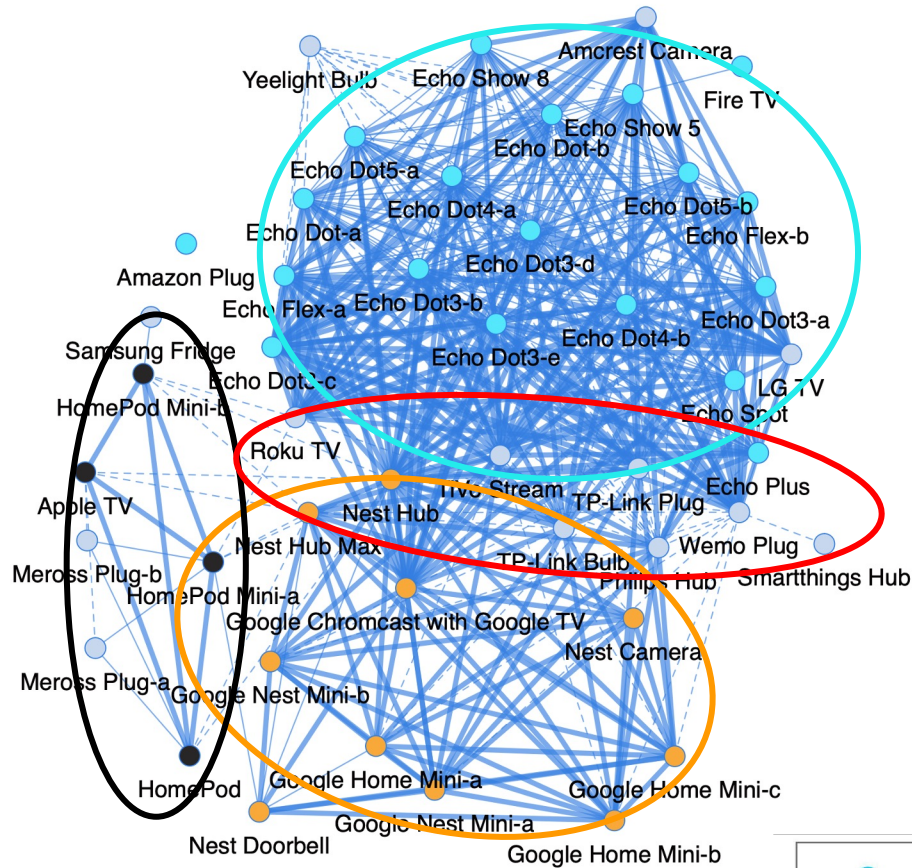 Amcrest Camera
Yeelight Bulb
Echo Show 8
Fire TV
Echo Show 5
Echo Dot-b
Echo Dot5-a
Echo Dot4-a
Echo Dot5-b
Echo Dot-a
Echo Flex-b
Echo Dot3-d
Amazon Plug
Echo Flex-a
Echo Dot3-b
Echo Dot3-a
Echo Dot4-b
Samsung Fridge
Echo Dot3-e
Echo Dot3-c
LG TV
HomePod Mini-b
Echo Spot
Roku TV
TiVo Stream
Echo Plus
TP-Link Plug
Apple TV
Nest Hub
Nest Hub Max
Wemo Plug
TP-Link Bulb
Meross Plug-b
Philips Hub
Smartthings Hub
HomePod Mini-a
Google Chromcast with Google TV
Nest Camera
Meross Plug-a
Google Nest Mini-b
Google Home Mini-a
HomePod
Google Home Mini-c
Google Nest Mini-a
Nest Doorbell
Google Home Mini-b